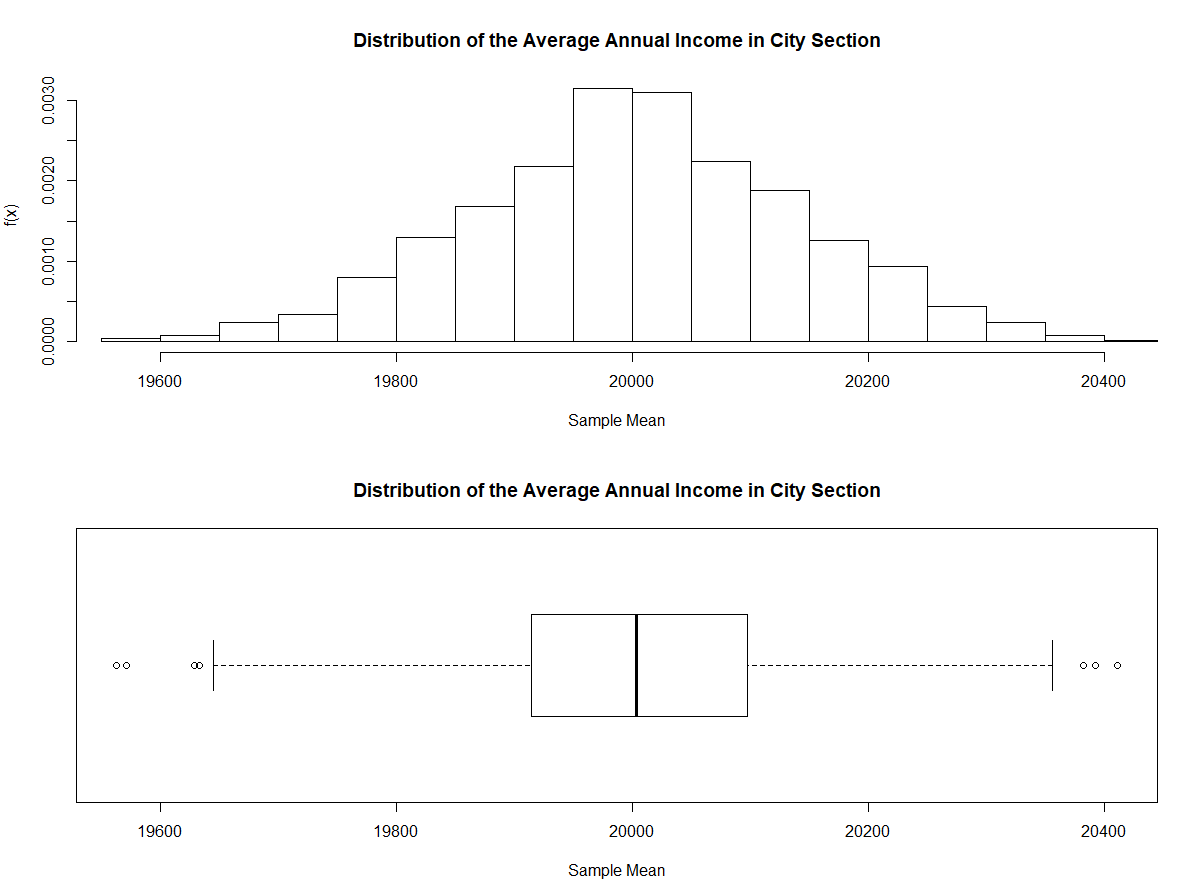 Distribution of the Average Annual Income in City Section
0.0030
0.0020
0.0010
0.0000
f(x)
19600 19800 20000 20200 20400
Sample Mean
Distribution of the Average Annual Income in City Section
19600 19800 20000 20200 20400
Sample Mean